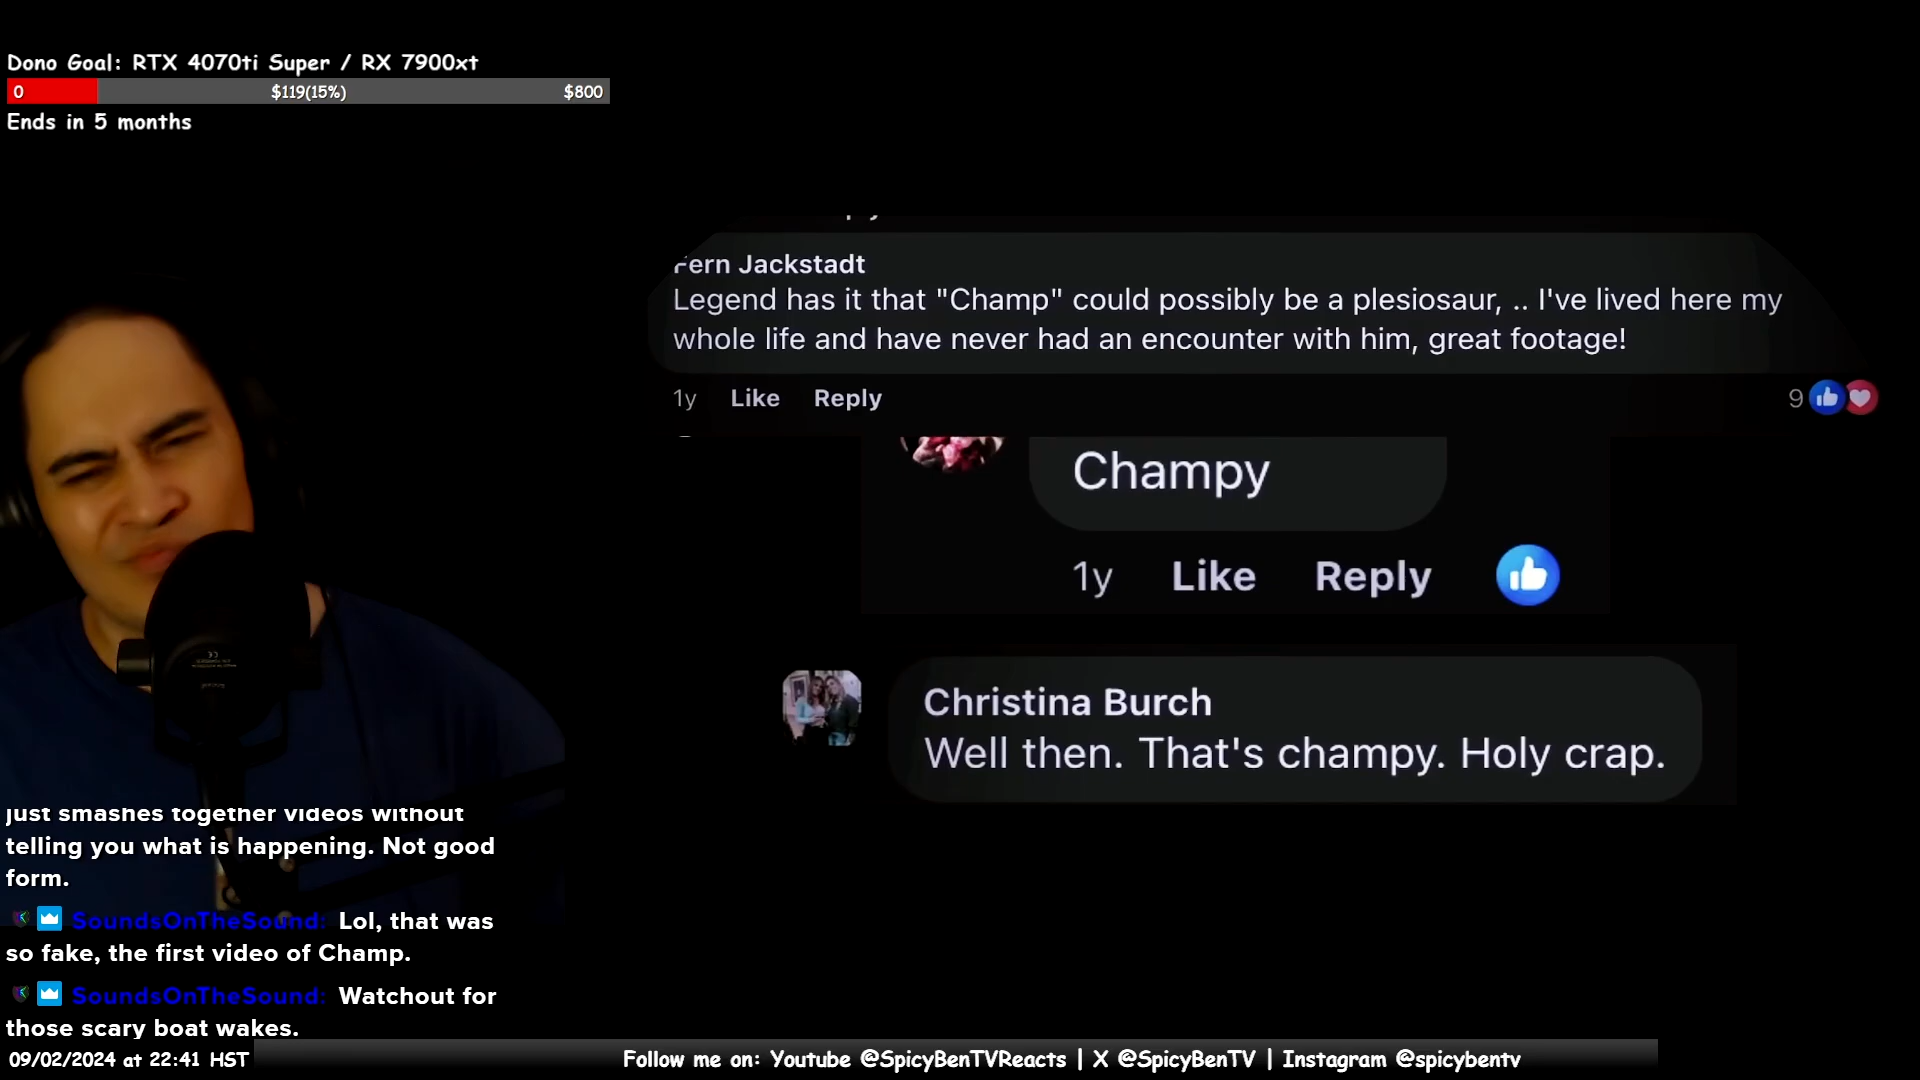 Dono Goal: RTX 4070ti Super / RX 7900xt
0 $119(15%) $800
Ends in 5 months
Fern Jackstadt
Legend has it that "Champ" could possibly be a plesiosaur, .. I've lived here my
whole life and have never had an encounter with him, great footage!
1y Like Reply 9
Champy
1y Like Reply
Christina Burch
Well then. That's champy. Holy crap.
just smashes together videos without
telling you what is happening. Not good
form.
SoundsOnTheSound: Lol, that was
so fake, the first video of Champ.
SoundsOnTheSound: Watchout for
those scary boat wakes.
09/02/2024 at 22:41 HST
Follow me on: Youtube @SpicyBenTVReacts | X @SpicyBenTV | Instagram @spicybentv